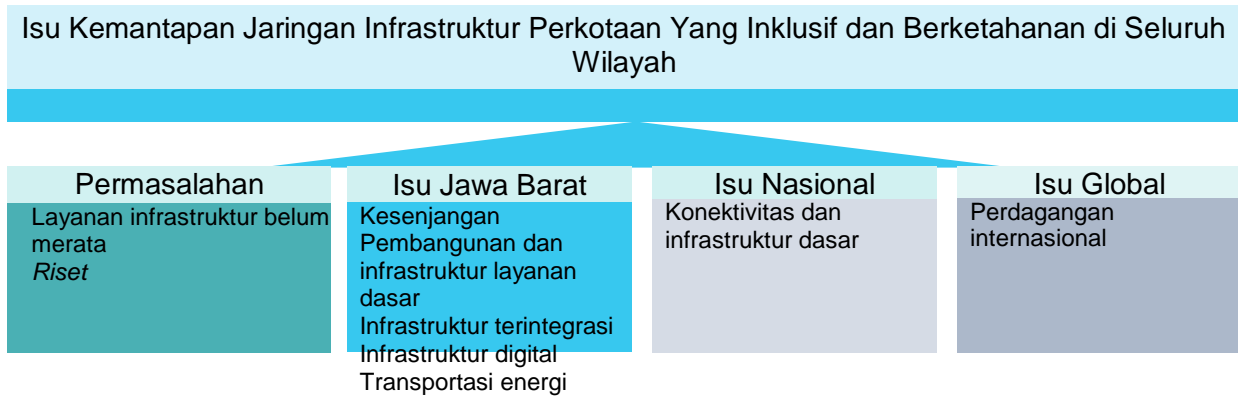 Isu Kemantapan Jaringan Infrastruktur Perkotaan Yang Inklusif dan Berketahanan di Seluruh
Wilayah
Permasalahan
Layanan infrastruktur belum
merata
Riset
Isu Jawa Barat
Kesenjangan
Pembangunan dan
infrastruktur layanan
dasar
Infrastruktur terintegrasi
Infrastruktur digital
Transportasi energi
Isu Nasional
Konektivitas dan
infrastruktur dasar
Isu Global
Perdagangan
internasional